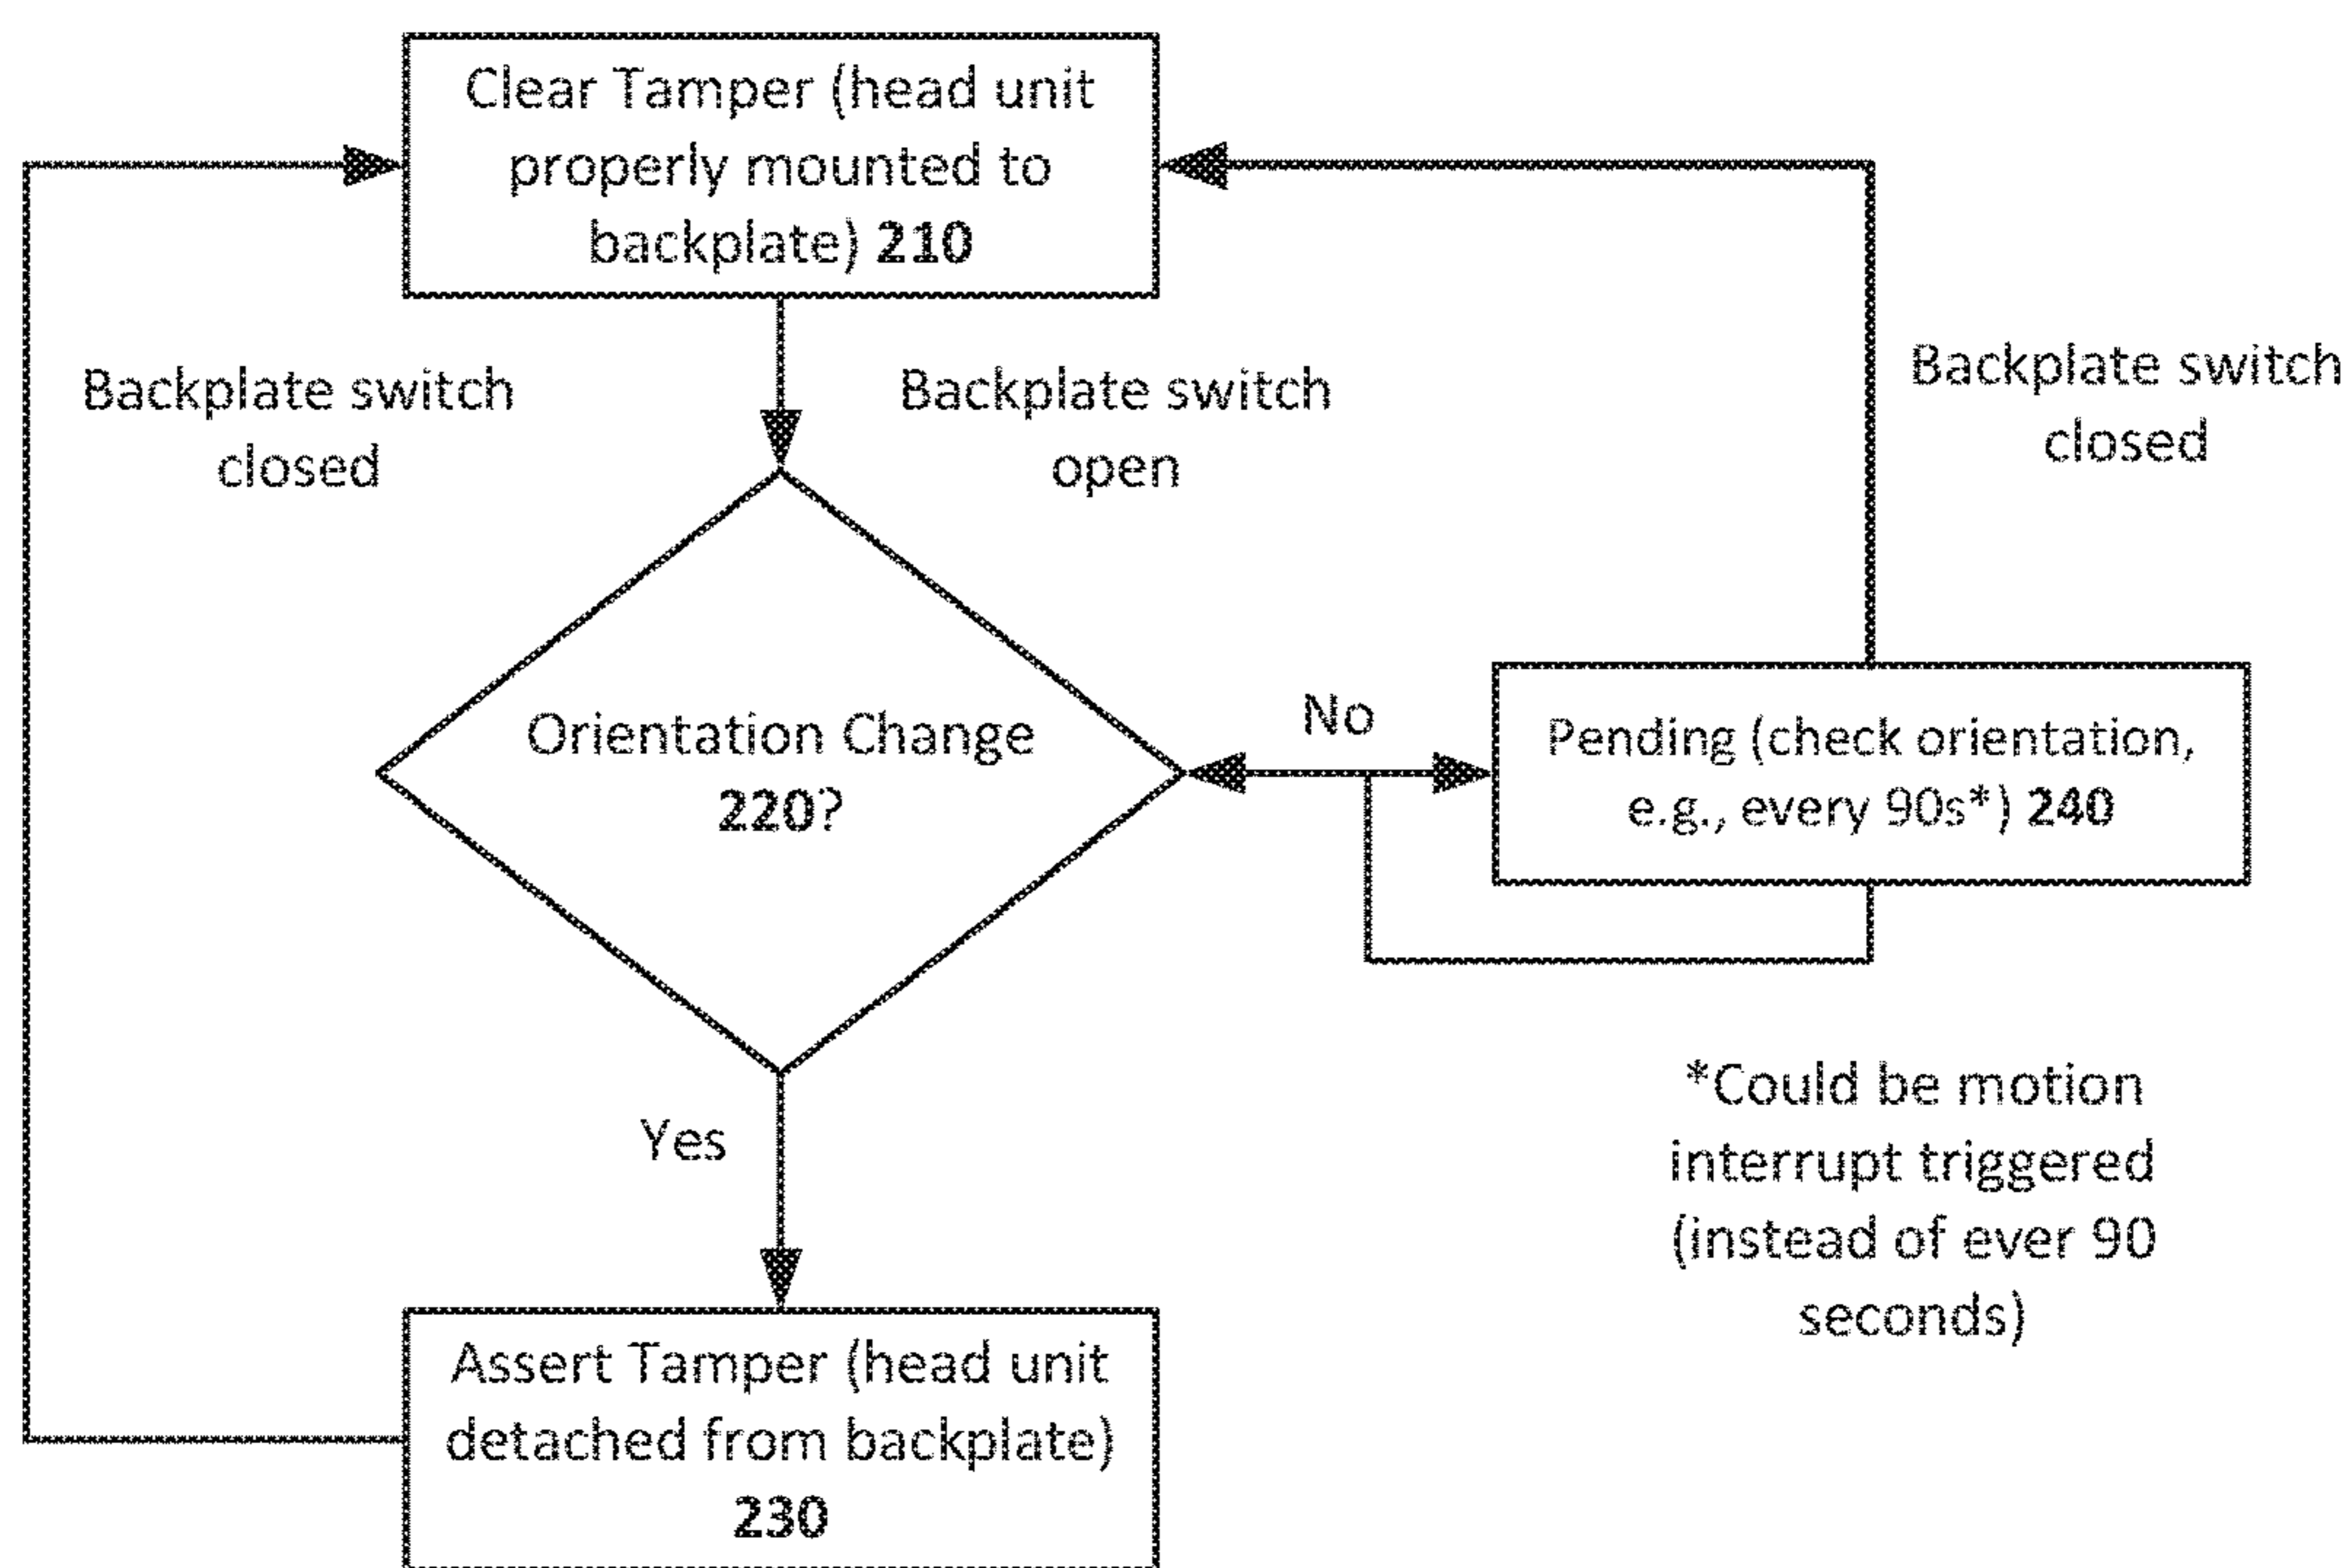 Clear Tamper (head unit
properly mounted to
backplate) 210
Backplate switch
closed
Backplate switch
open
Backplate switch
closed
Orientation Change
220?
No
Pending (check orientation,
e.g., every 90s*) 240
Yes
*Could be motion
interrupt triggered
(instead of ever 90
seconds)
Assert Tamper (head unit
detached from backplate)
230